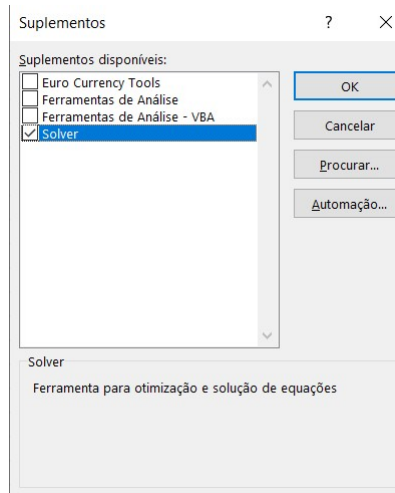 Suplementos
?
Suplementos disponíveis:
Euro Currency Tools
Ferramentas de Análise
Ferramentas de Análise - VBA
Solver
OK
Cancelar
Procurar...
Automação...
Solver
Ferramenta para otimização e solução de equações